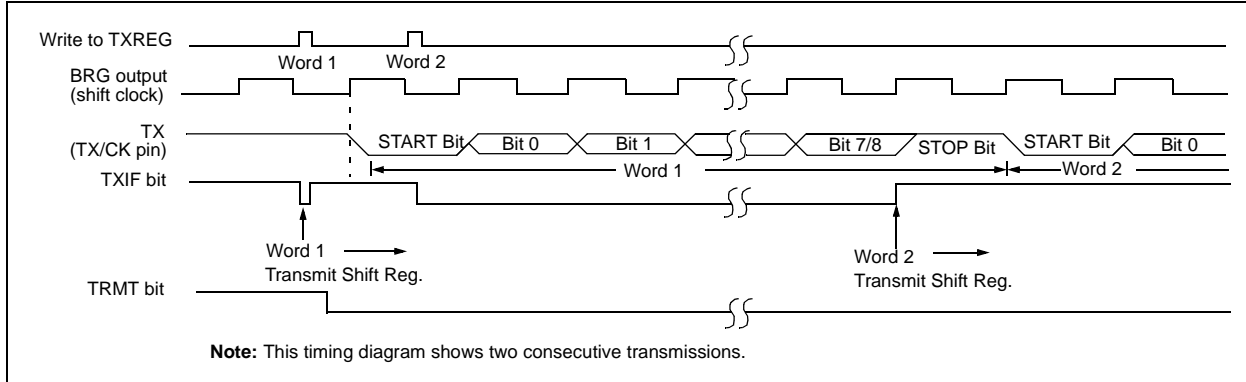 Write to TXREG
Word 1
Word 2
BRG output
(shift clock)
TX
(TX/CK pin)
START Bit
Bit 0
Bit 1
Bit 7/8
STOP Bit
START Bit
Bit 0
Word 1
Word 2
TXIF bit
Word 1
Transmit Shift Reg.
Word 2
Transmit Shift Reg.
TRMT bit
Note: This timing diagram shows two consecutive transmissions.